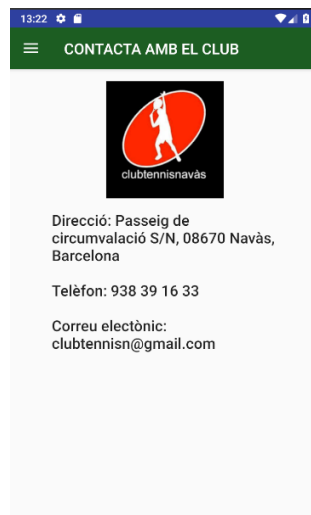 13:22
CONTACTA AMB EL CLUB
clubtennisnavàs
Direcció: Passeig de
circumvalació S/N, 08670 Navàs,
Barcelona
Telèfon: 938 39 16 33
Correu electònic:
clubtennisn@gmail.com